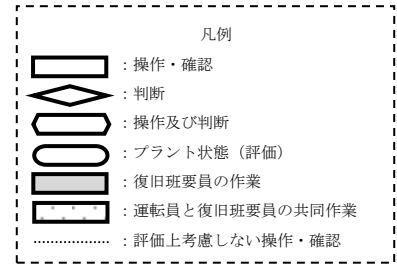 凡例
：操作・確認
：判断
：操作及び判断
：プラント状態（評価）
：復旧班要員の作業
：運転員と復旧班要員の共同作業
：評価上考慮しない操作・確認